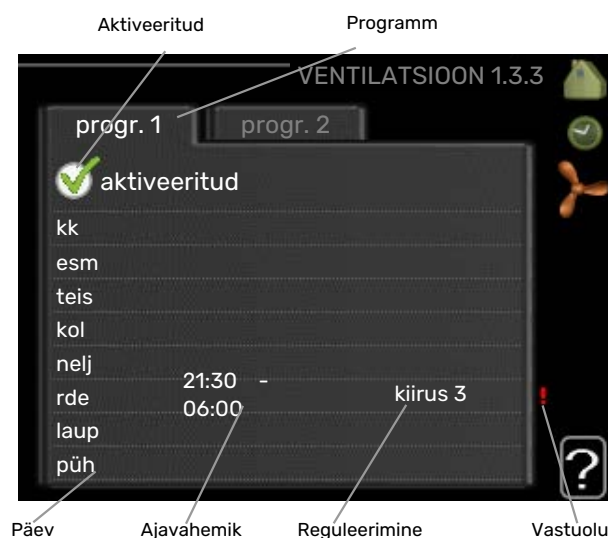 Aktiveeritud Programm
VENTILATSIOON 1.3.3
progr. 1 progr. 2
aktiveeritud
kk
esm
teis
kol
nelj
rde 21:30 - 06:00 kiirus 3 !
laup
püh
?
Päev Ajavahemik Reguleerimine Vastuolu